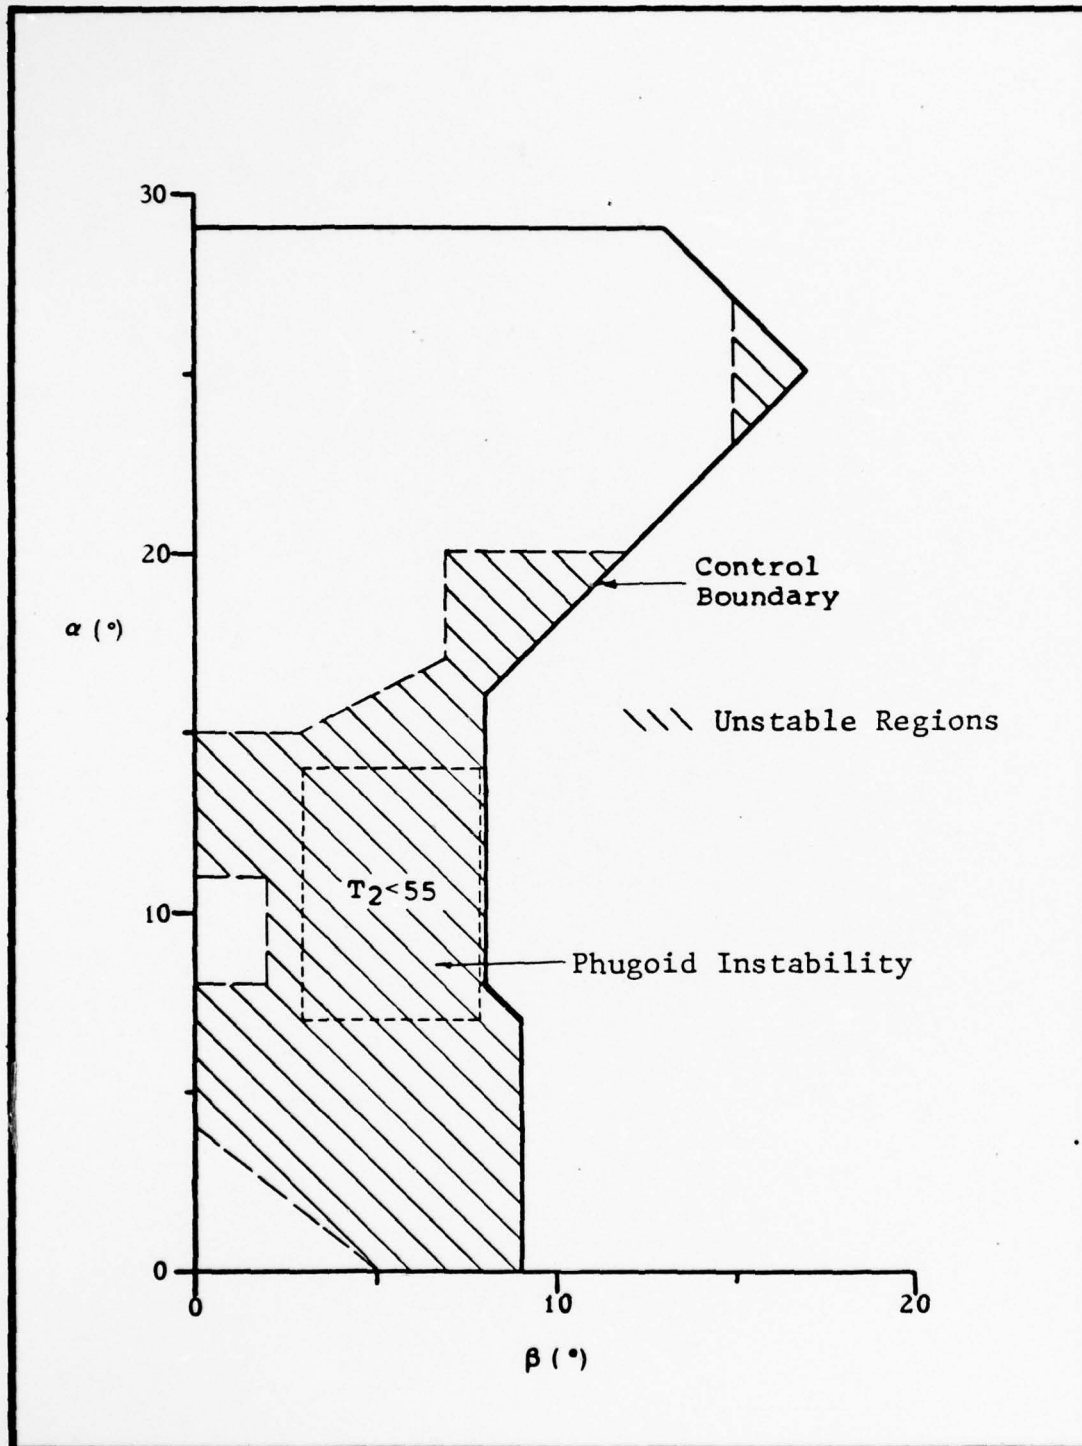 30
20
Control
Boundary
α (°)
\\\ Unstable Regions
T2<55
10
Phugoid Instability
0
0
10
20
β (°)